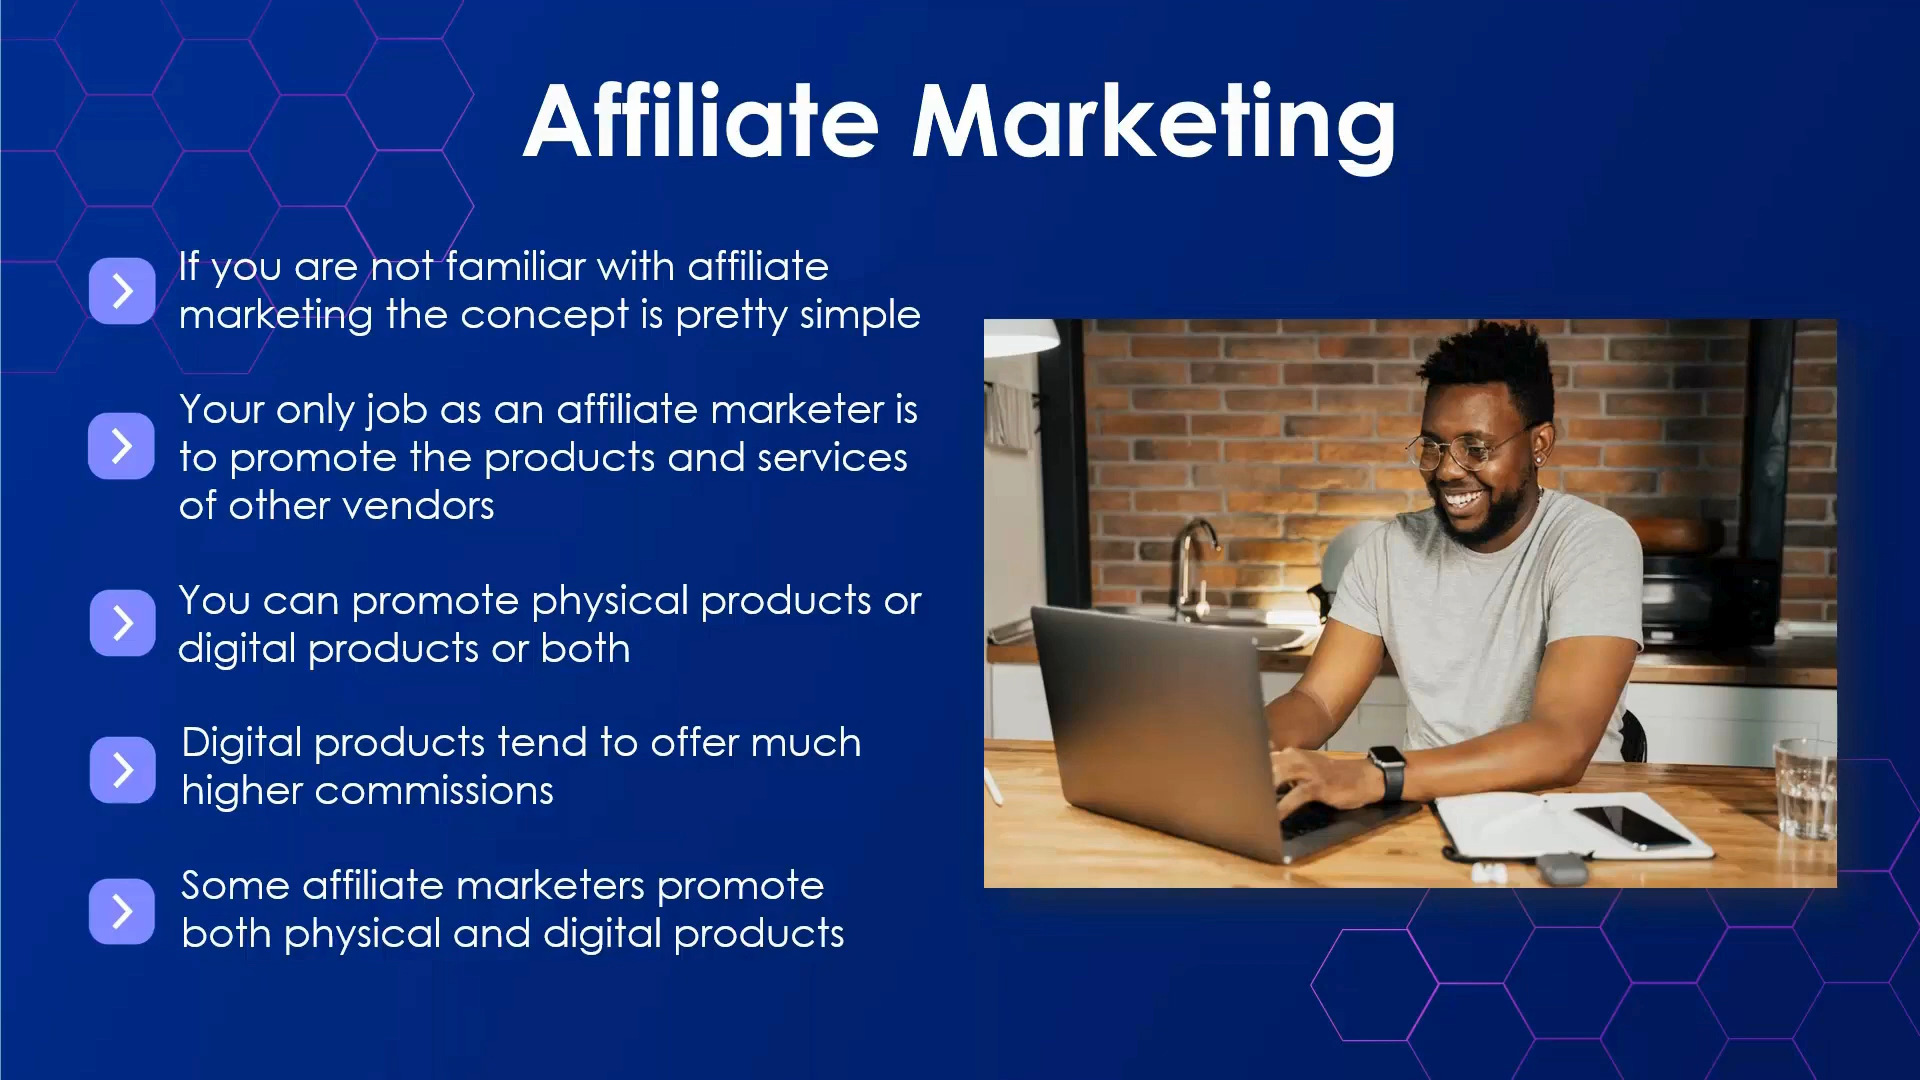 Affiliate Marketing
If you are not familiar with affiliate
marketing the concept is pretty simple
Your only job as an affiliate marketer is
to promote the products and services
of other vendors
You can promote physical products or
digital products or both
Digital products tend to offer much
higher commissions
Some affiliate marketers promote
both physical and digital products